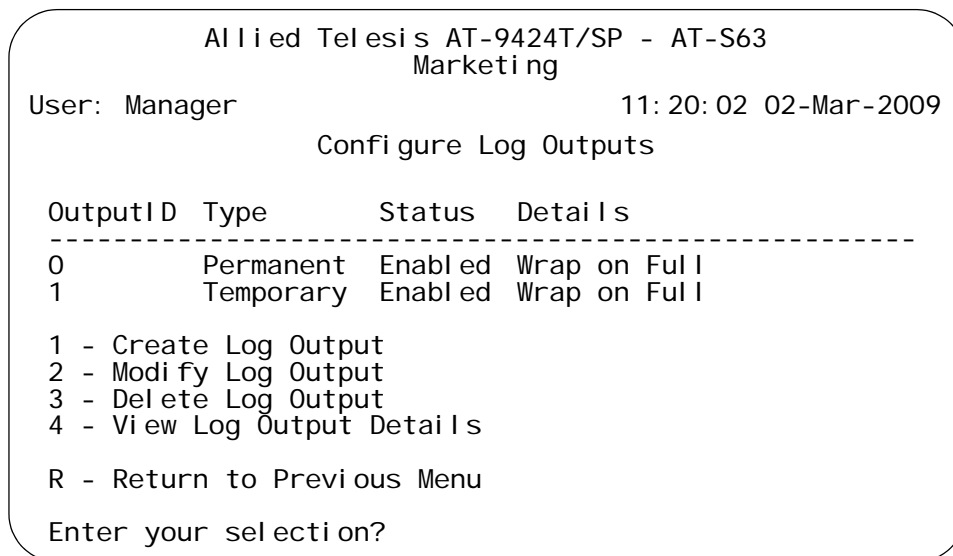 Allied Telesis AT-9424T/SP - AT-S63
Marketing
User: Manager 11:20:02 02-Mar-2009
Configure Log Outputs
OutputID Type Status Details
------------------------------------------------------
0 Permanent Enabled Wrap on Full
1 Temporary Enabled Wrap on Full
1 - Create Log Output
2 - Modify Log Output
3 - Delete Log Output
4 - View Log Output Details
R - Return to Previous Menu
Enter your selection?